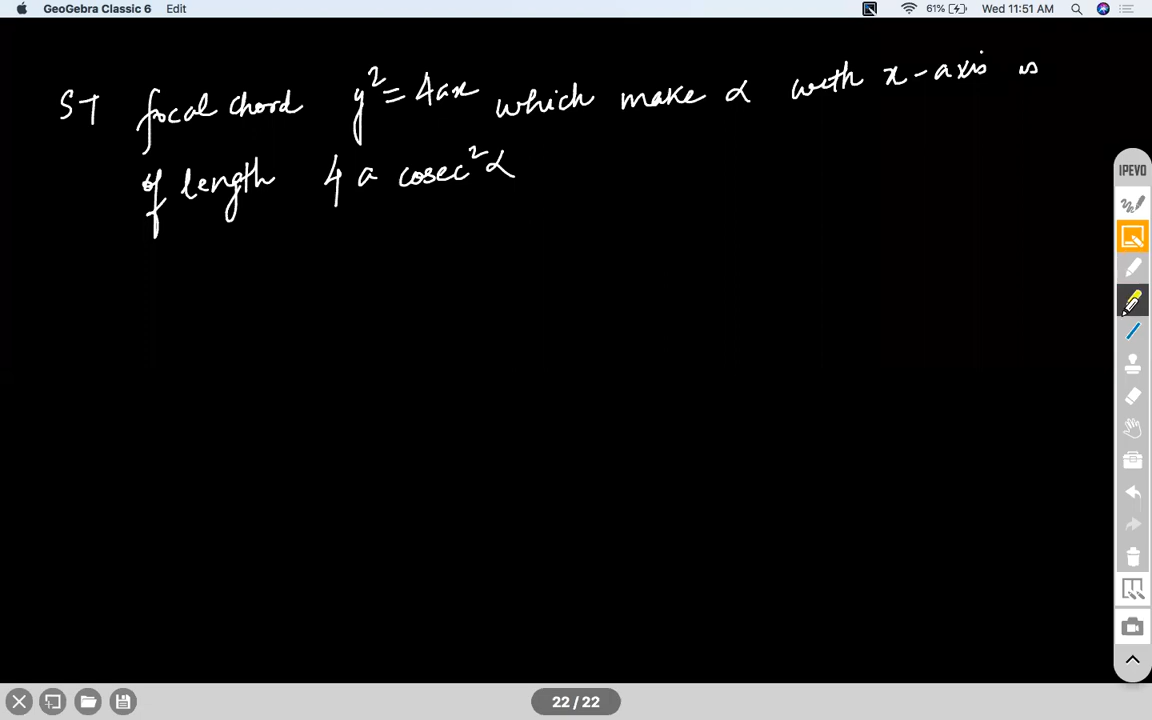 GeoGebra Classic 6 Edit 61% Wed 11:51 AM
ST focal chord y² = 4ax which make α with x-axis is
of length 4 a cosec²α
IPEVO
22 / 22